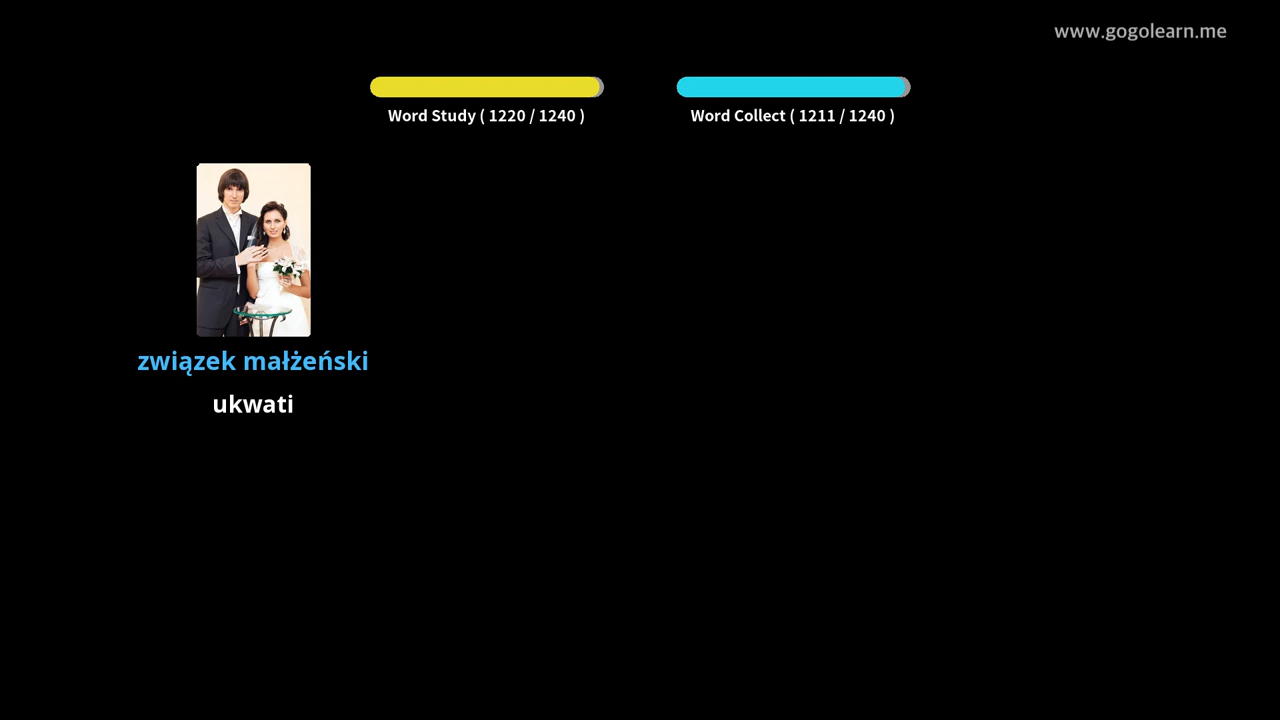 www.gogolearn.me
Word Study ( 1220 / 1240 )
Word Collect ( 1211 / 1240 )
związek małżeński
ukwati